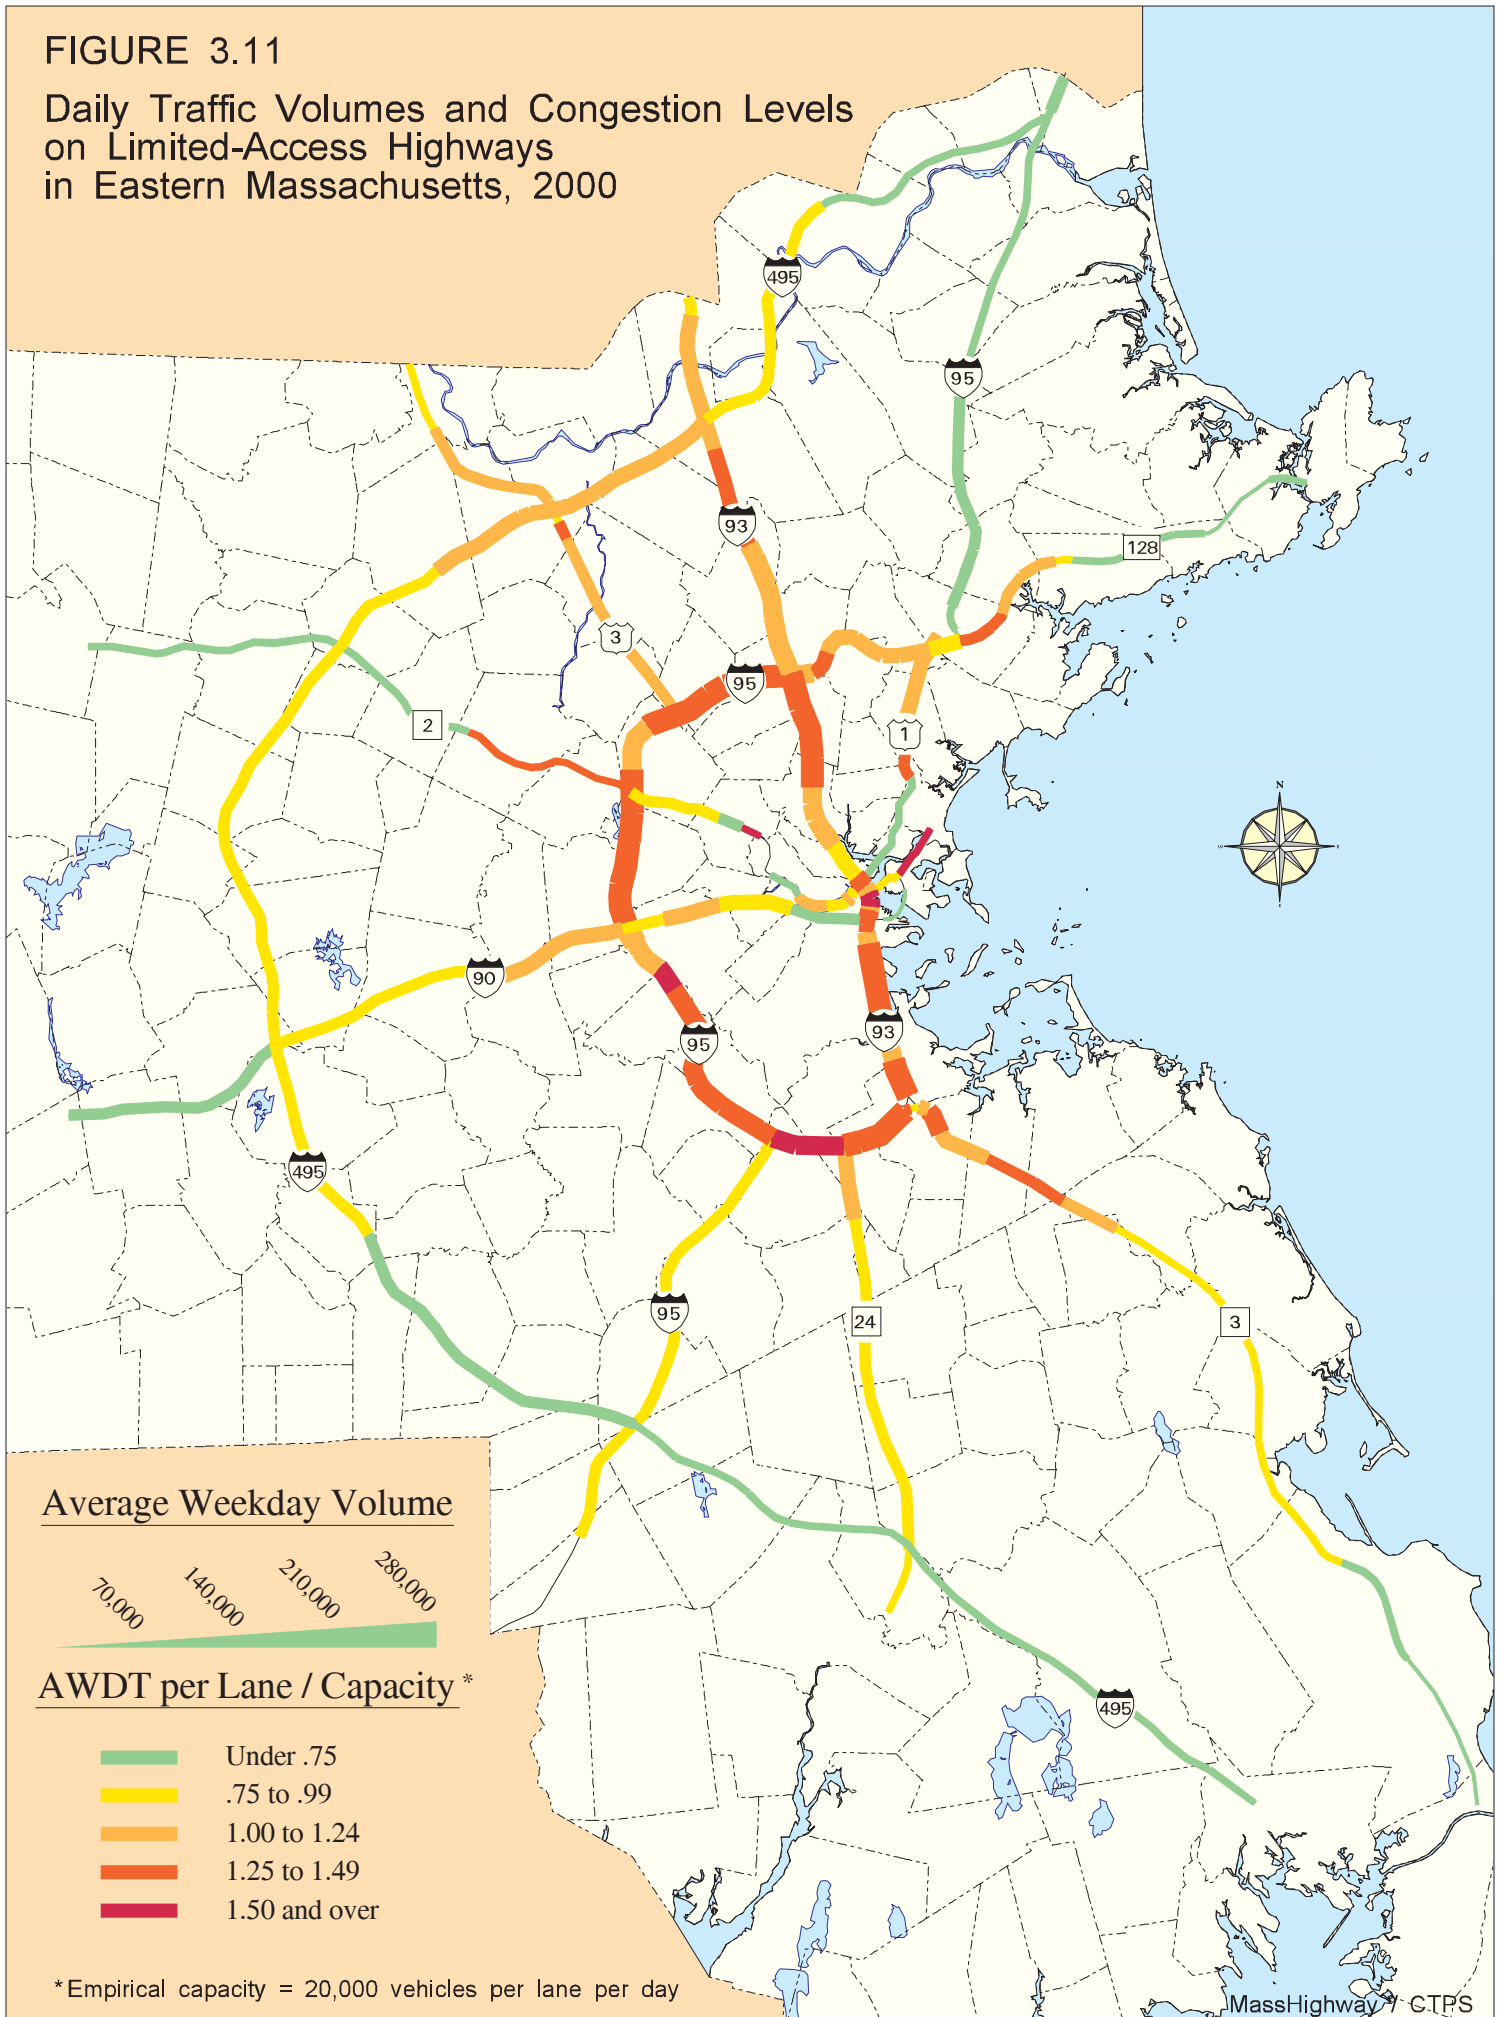 FIGURE 3.11
Daily Traffic Volumes and Congestion Levels
on Limited-Access Highways
in Eastern Massachusetts, 2000
495
95
93
128
3
95
2
1
N
W
E
S
90
95
93
495
95
24
3
495
Average Weekday Volume
70,000
140,000
210,000
280,000
AWDT per Lane / Capacity *
Under .75
.75 to .99
1.00 to 1.24
1.25 to 1.49
1.50 and over
*Empirical capacity = 20,000 vehicles per lane per day
MassHighway / CTPS